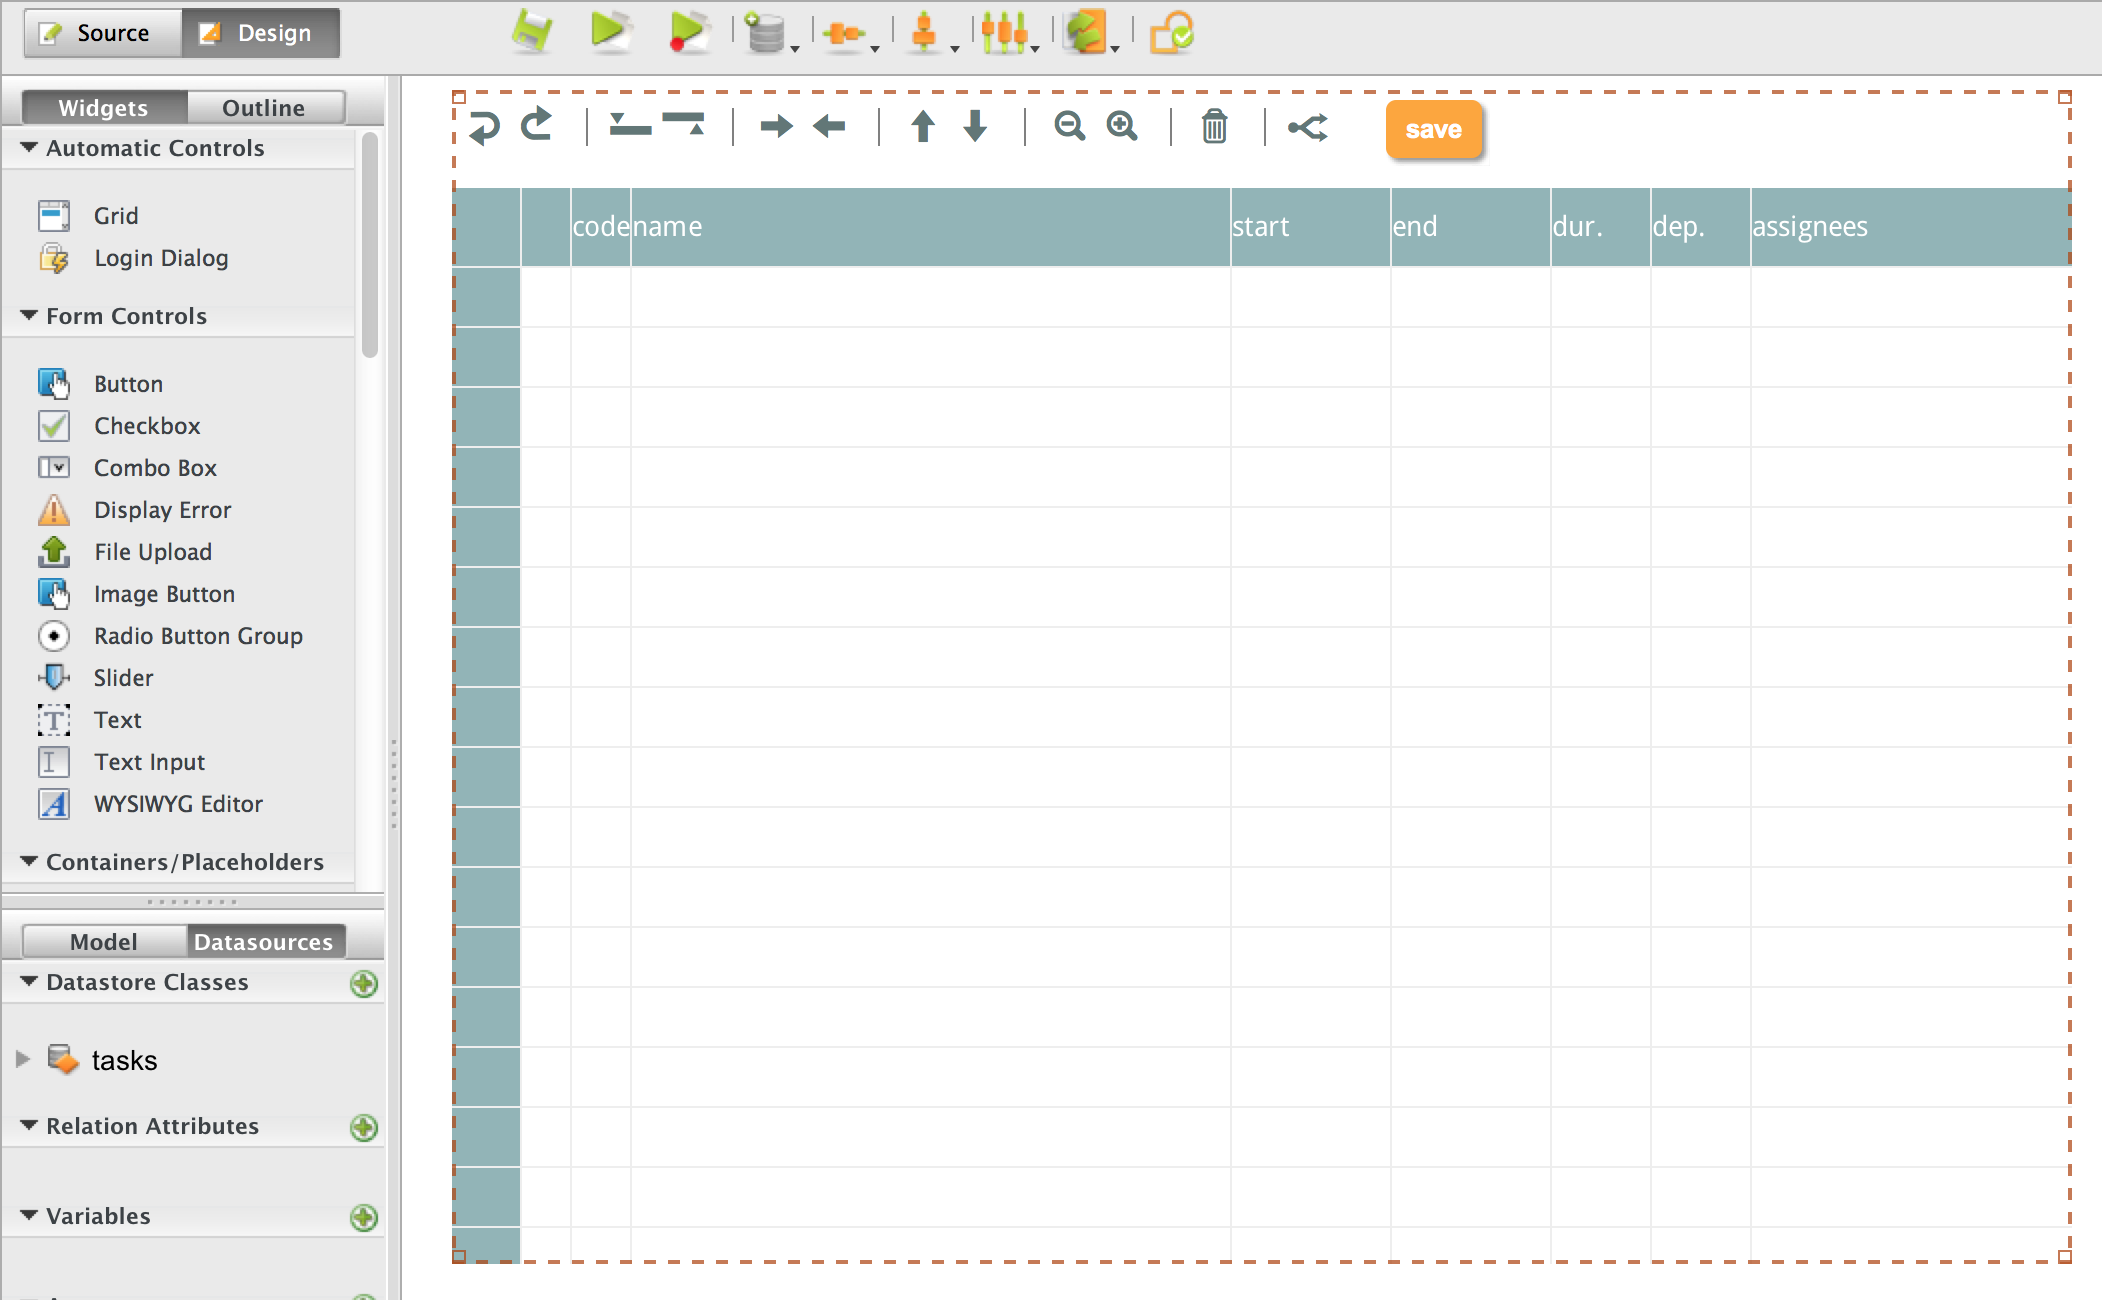 Source Design
Widgets Outline
Automatic Controls
Grid
Login Dialog
Form Controls
Button
Checkbox
Combo Box
Display Error
File Upload
Image Button
Radio Button Group
Slider
Text
Text Input
WYSIWYG Editor
Containers/Placeholders
Model Datasources
Datastore Classes
tasks
Relation Attributes
Variables
save
code name start end dur. dep. assignees